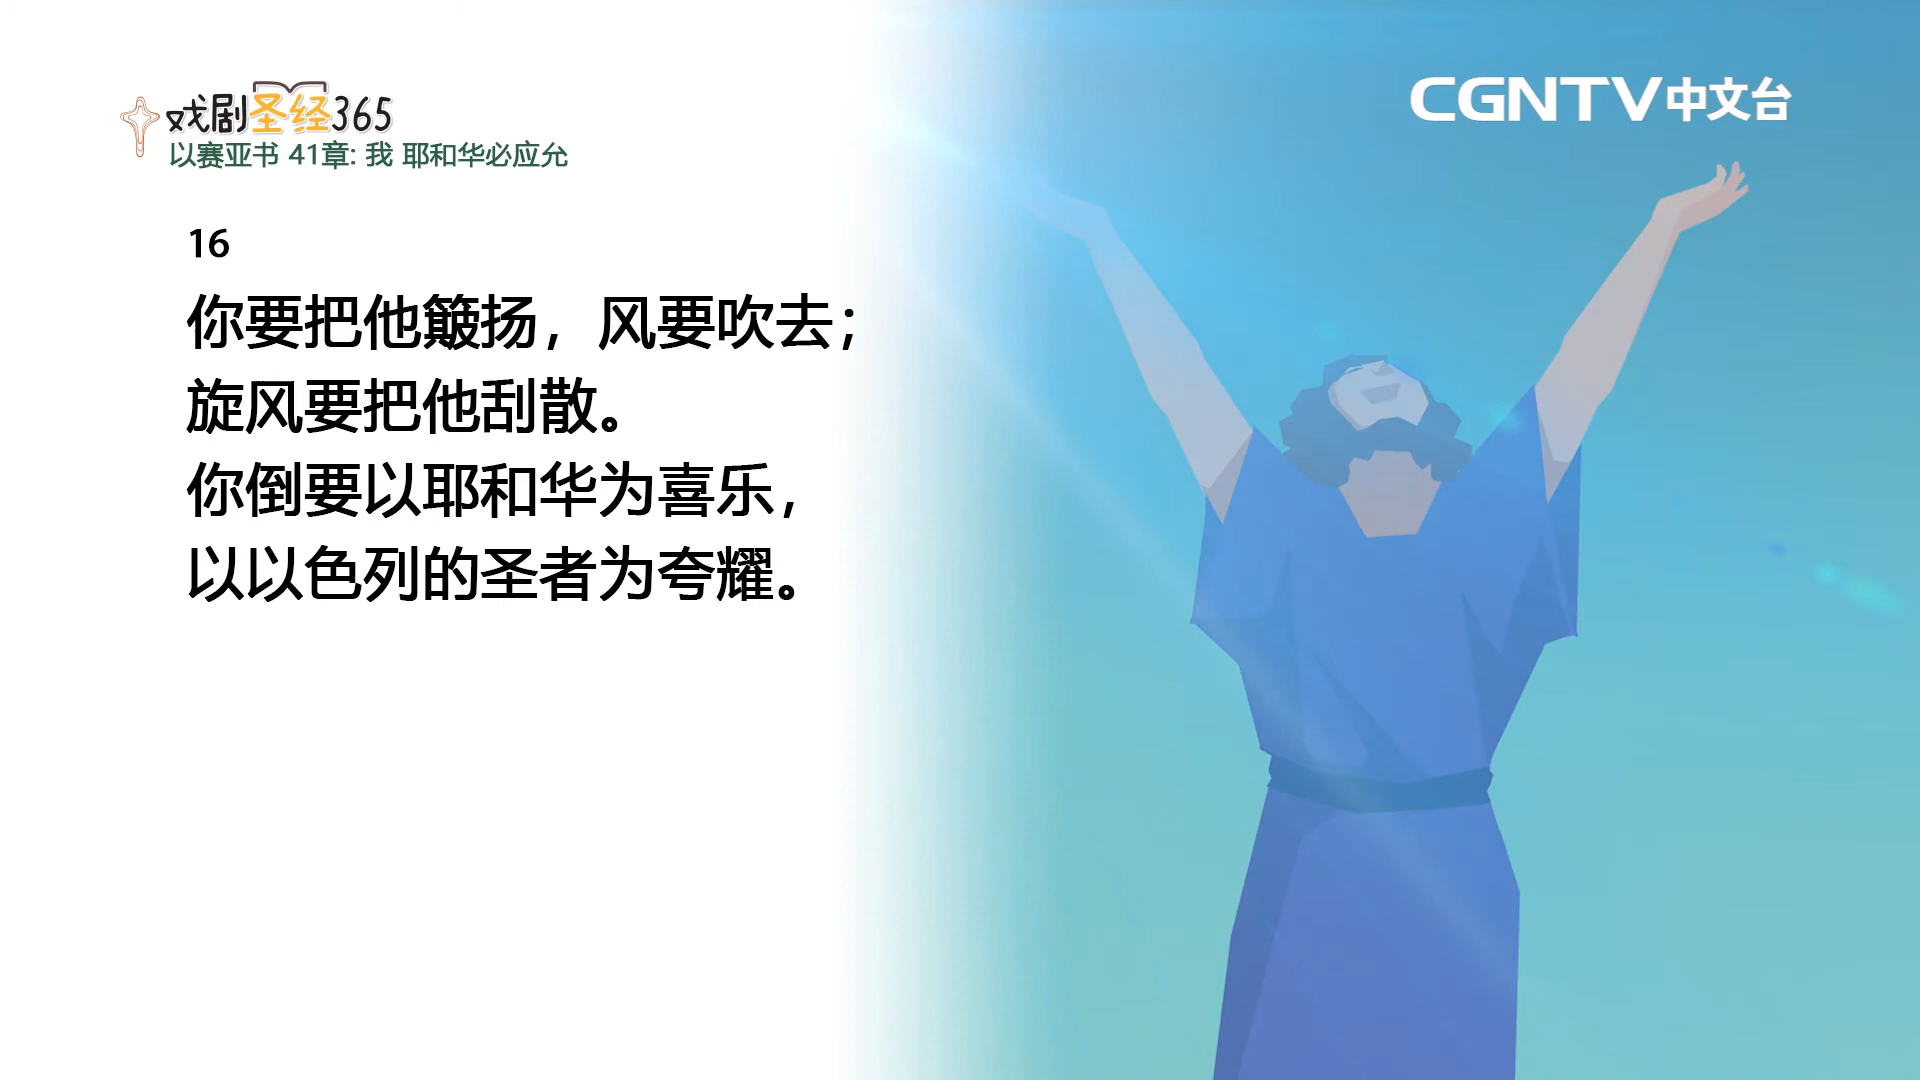 戏剧圣经365
以赛亚书 41章: 我 耶和华必应允
CGNTV中文台
16
你要把他簸扬，风要吹去；
旋风要把他刮散。
你倒要以耶和华为喜乐，
以以色列的圣者为夸耀。